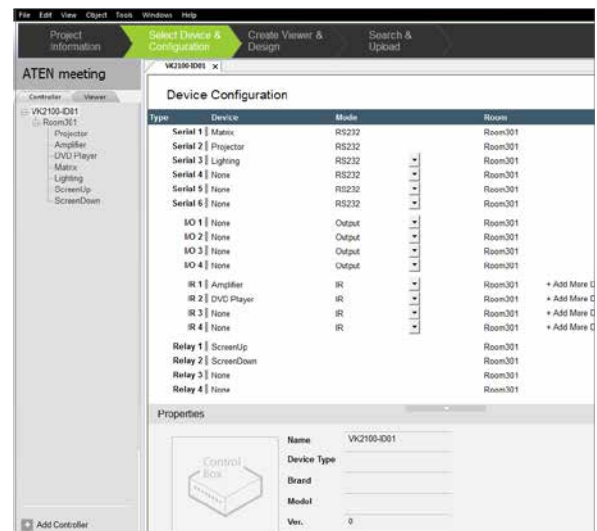 File Edit View Object Tools Windows Help
Project Information
Select Device & Configuration
Create Viewer & Design
Search & Upload
ATEN meeting
Controller Viewer
VK2100-ID01
Room301
Projector
Amplifier
DVD Player
Matrix
Lighting
ScreenUp
ScreenDown
Add Controller
VK2100-ID01 x
Device Configuration
Type Device Mode Room
Serial 1 Matrix RS232 Room301
Serial 2 Projector RS232 Room301
Serial 3 Lighting RS232 Room301
Serial 4 None RS232 Room301
Serial 5 None RS232 Room301
Serial 6 None RS232 Room301
I/O 1 None Output Room301
I/O 2 None Output Room301
I/O 3 None Output Room301
I/O 4 None Output Room301
IR 1 Amplifier IR Room301 + Add More D
IR 2 DVD Player IR Room301 + Add More D
IR 3 None IR Room301 + Add More D
IR 4 None IR Room301 + Add More D
Relay 1 ScreenUp Room301
Relay 2 ScreenDown Room301
Relay 3 None Room301
Relay 4 None Room301
Properties
Control Box
Name VK2100-ID01
Device Type
Brand
Model
Ver. 0